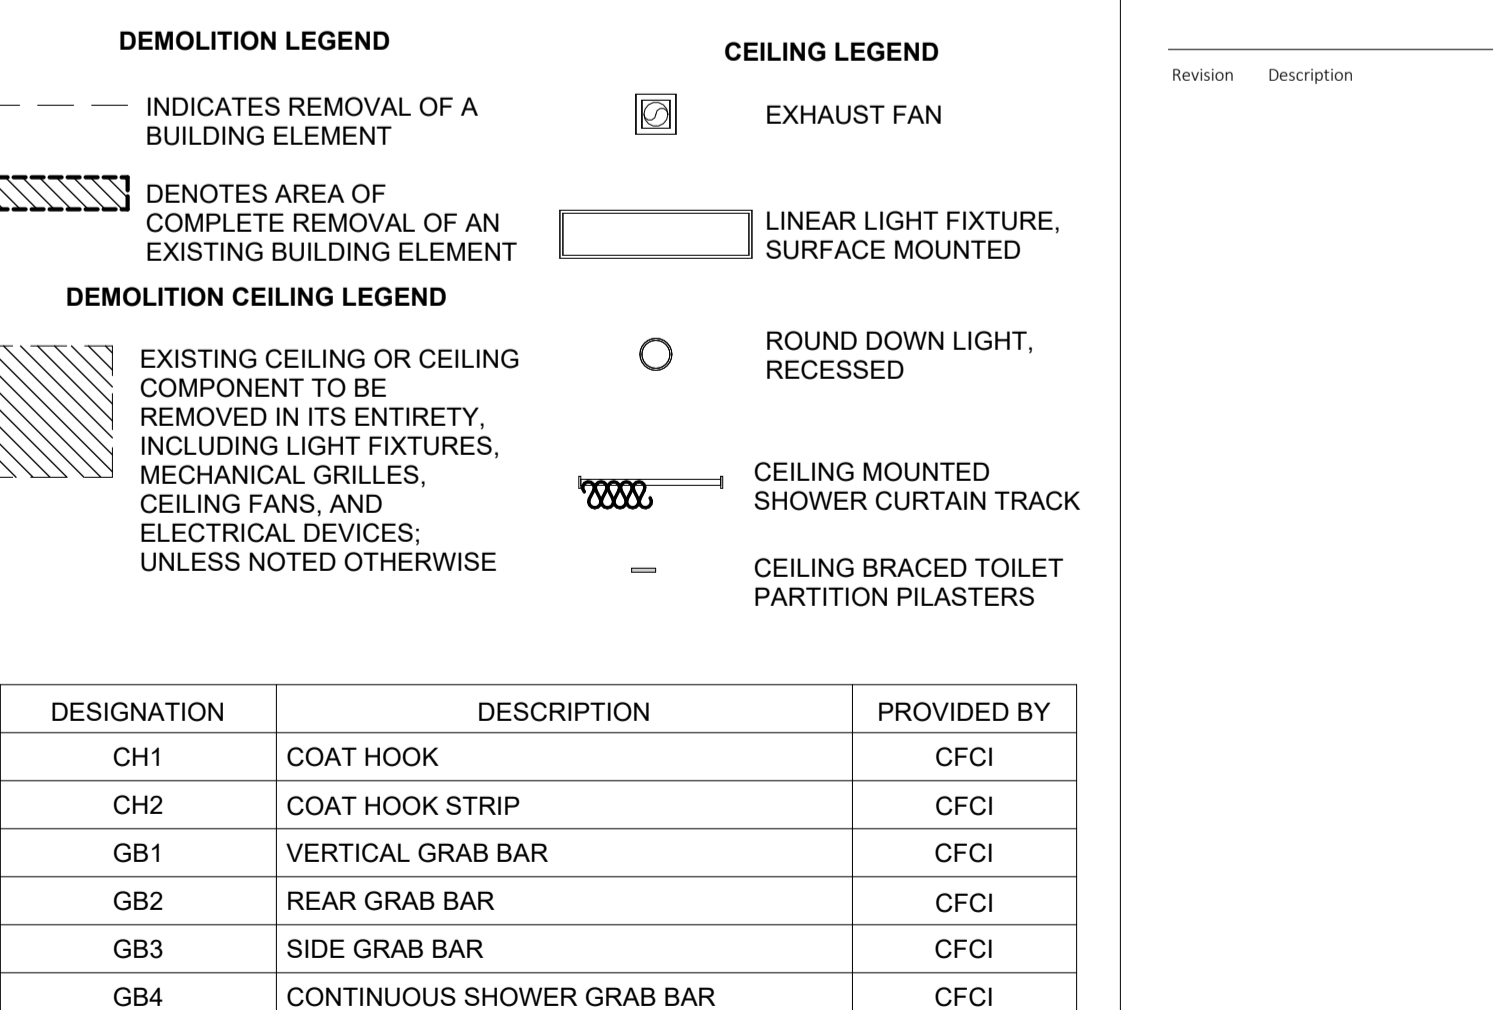 DEMOLITION LEGEND
INDICATES REMOVAL OF A
BUILDING ELEMENT
DENOTES AREA OF
COMPLETE REMOVAL OF AN
EXISTING BUILDING ELEMENT
DEMOLITION CEILING LEGEND
EXISTING CEILING OR CEILING
COMPONENT TO BE
REMOVED IN ITS ENTIRETY,
INCLUDING LIGHT FIXTURES,
MECHANICAL GRILLES,
CEILING FANS, AND
ELECTRICAL DEVICES;
UNLESS NOTED OTHERWISE
CEILING LEGEND
EXHAUST FAN
LINEAR LIGHT FIXTURE,
SURFACE MOUNTED
ROUND DOWN LIGHT,
RECESSED
CEILING MOUNTED
SHOWER CURTAIN TRACK
CEILING BRACED TOILET
PARTITION PILASTERS
Revision Description
DESIGNATION DESCRIPTION PROVIDED BY
CH1 COAT HOOK CFCI
CH2 COAT HOOK STRIP CFCI
GB1 VERTICAL GRAB BAR CFCI
GB2 REAR GRAB BAR CFCI
GB3 SIDE GRAB BAR CFCI
GB4 CONTINUOUS SHOWER GRAB BAR CFCI